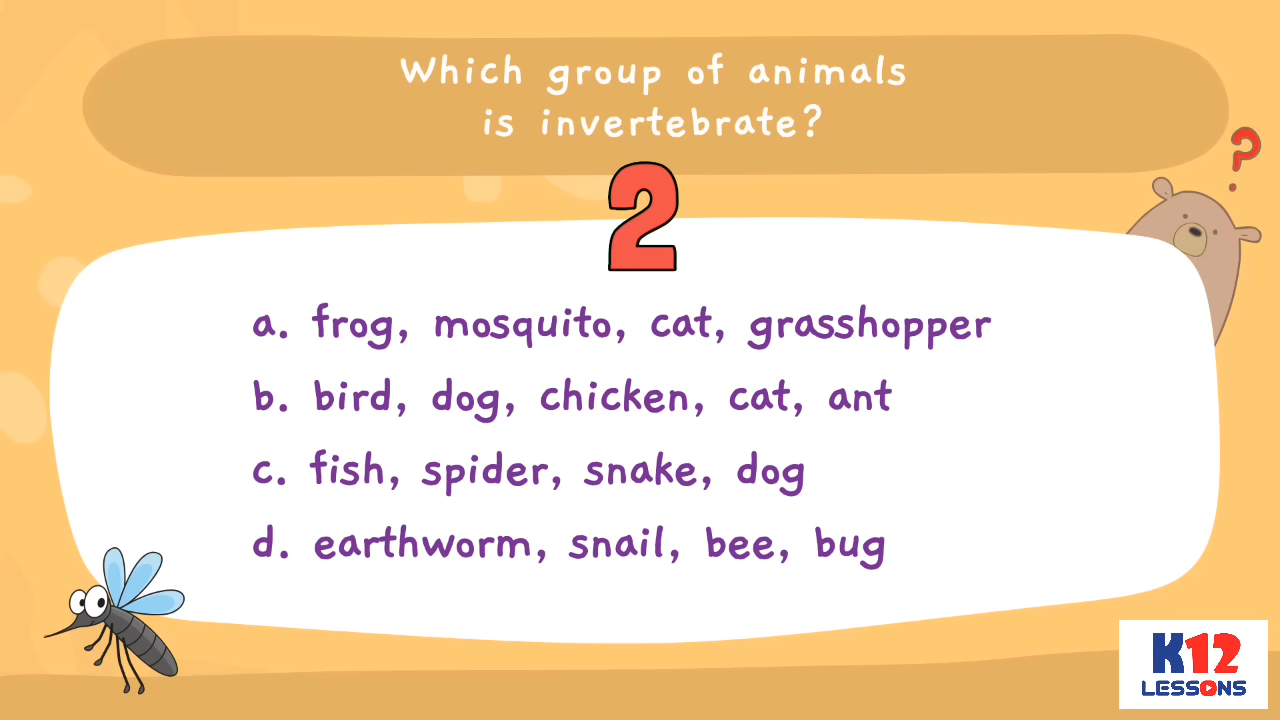 Which group of animals
is invertebrate?
2
a. frog, mosquito, cat, grasshopper
b. bird, dog, chicken, cat, ant
c. fish, spider, snake, dog
d. earthworm, snail, bee, bug
?
K12
LESSONS